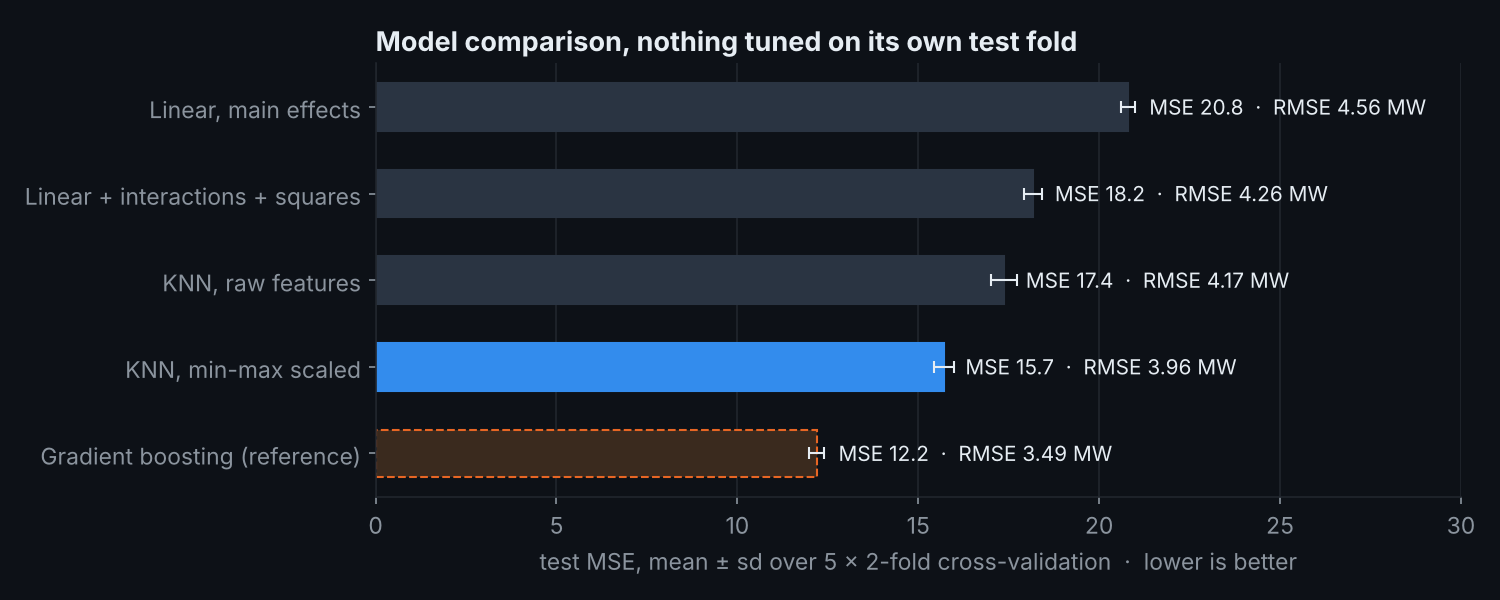 Model comparison, nothing tuned on its own test fold
Linear, main effects
MSE 20.8 · RMSE 4.56 MW
Linear + interactions + squares
MSE 18.2 · RMSE 4.26 MW
KNN, raw features
MSE 17.4 · RMSE 4.17 MW
KNN, min-max scaled
MSE 15.7 · RMSE 3.96 MW
Gradient boosting (reference)
MSE 12.2 · RMSE 3.49 MW
0 5 10 15 20 25 30
test MSE, mean ± sd over 5 × 2-fold cross-validation · lower is better